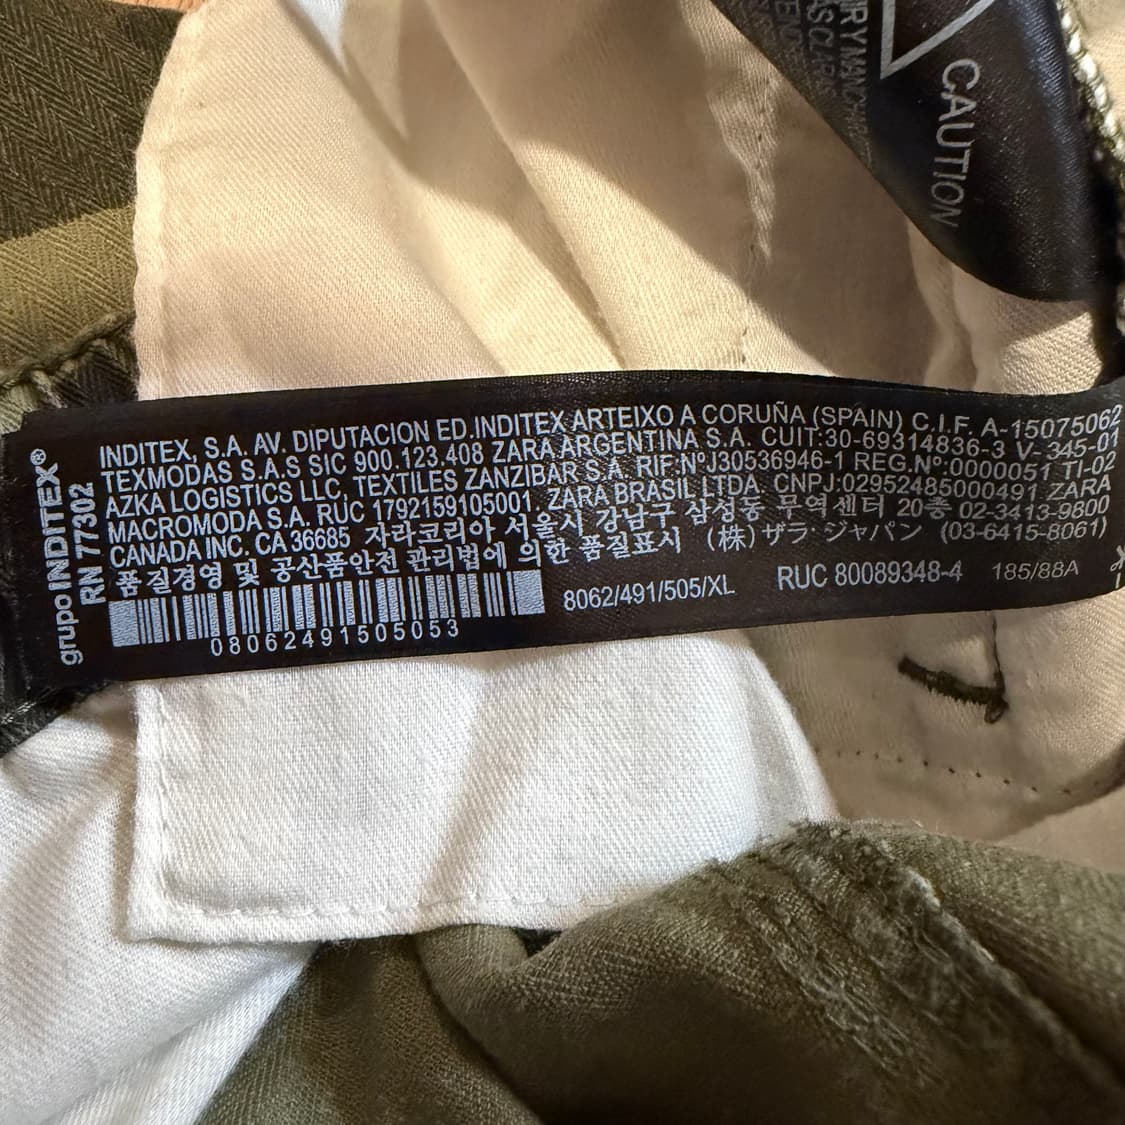 CAUTION
grupo INDITEX®
RN 77302
INDITEX, S.A. AV. DIPUTACION ED.INDITEX ARTEIXO A CORUÑA (SPAIN) C.I.F. A-15075062
TEXMODAS S.A.S SIC 900.123.408 ZARA ARGENTINA S.A. CUIT:30-69314836-3 V-345-01
AZKA LOGISTICS LLC, TEXTILES ZANZIBAR S.A. RIF.NºJ30536946-1 REG.Nº:0000051 TI-02
MACROMODA S.A. RUC 1792159105001, ZARA BRASIL LTDA CNPJ:02952485000491 ZARA
CANADA INC. CA 36685 자라코리아 서울시 강남구 삼성동 무역센터 20층 02-3413-9800
품질경영 및 공산품안전 관리법에 의한 품질표시 (株)ザラ·ジャパン (03-6415-8061)
08062491505053
8062/491/505/XL
RUC 80089348-4
185/88A